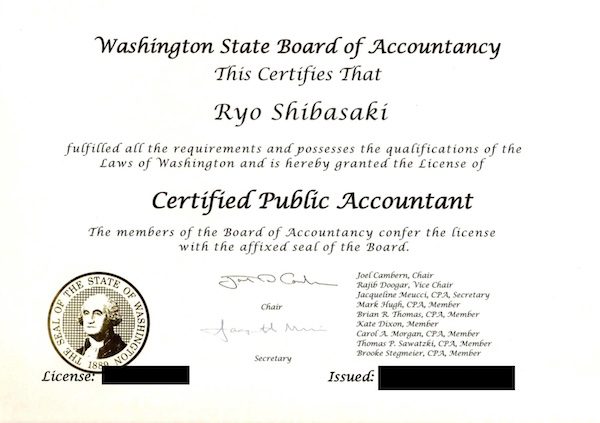 Washington State Board of Accountancy
This Certifies That
Ryo Shibasaki
fulfilled all the requirements and possesses the qualifications of the
Laws of Washington and is hereby granted the License of
Certified Public Accountant
The members of the Board of Accountancy confer the license
with the affixed seal of the Board.
THE SEAL OF THE STATE OF WASHINGTON
1889
Chair
Secretary
Joel Cambern, Chair
Rajib Doogar, Vice Chair
Jacqueline Meucci, CPA, Secretary
Mark Hugh, CPA, Member
Brian R. Thomas, CPA, Member
Kate Dixon, Member
Carol A. Morgan, CPA, Member
Thomas P. Sawatzki, CPA, Member
Brooke Stegmeier, CPA, Member
License:
Issued: